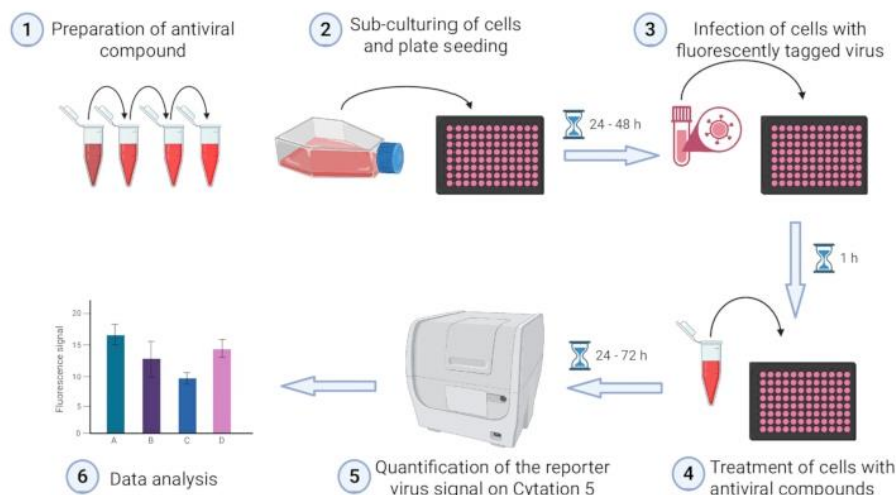 1 Preparation of antiviral
compound
2 Sub-culturing of cells
and plate seeding
3 Infection of cells with
fluorescently tagged virus
24 - 48 h
1 h
24 - 72 h
Fluorescence signal
20
15
10
5
0
A B C D
6 Data analysis
5 Quantification of the reporter
virus signal on Cytation 5
4 Treatment of cells with
antiviral compounds